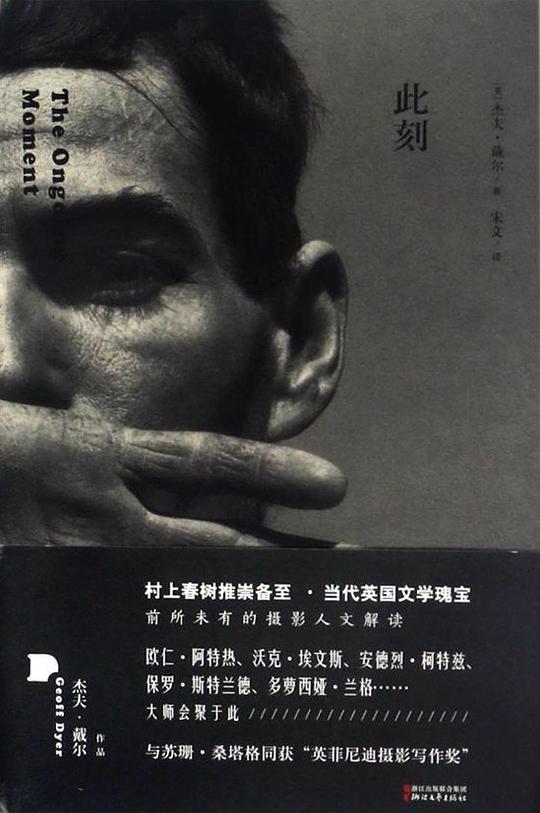 The Ongo
Moment
此刻
[英] 杰夫·戴尔/著 宋文 译
村上春树推崇备至 · 当代英国文学瑰宝
前所未有的摄影人文解读
欧仁·阿特热、沃克·埃文斯、安德烈·柯特兹、
保罗·斯特兰德、多萝西娅·兰格……
大师会聚于此 ////////////////////
与苏珊·桑塔格同获“英菲尼迪摄影写作奖”
杰夫·戴尔 作品
Geoff Dyer
浙江出版联合集团
浙江文艺出版社